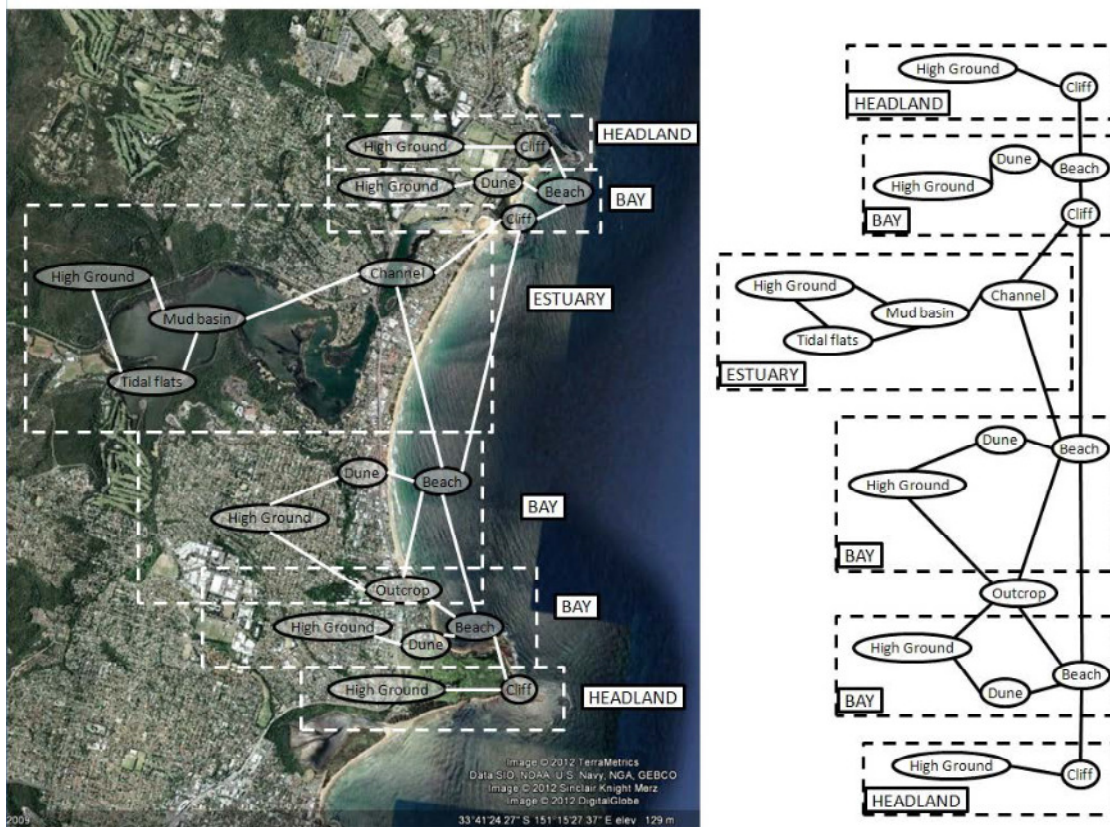 High Ground
Cliff
HEADLAND
High Ground
Dune
Beach
BAY
Cliff
High Ground
Channel
Mud basin
Tidal flats
ESTUARY
Dune
Beach
High Ground
BAY
Outcrop
BAY
High Ground
Beach
Dune
High Ground
Cliff
HEADLAND
Image © 2012 TerraMetrics
Data SIO, NOAA, U.S. Navy, NGA, GEBCO
Image © 2012 Sinclair Knight Merz
Image © 2012 DigitalGlobe
2009
33°41'24.27" S 151°15'27.37" E elev 129 m
High Ground
Cliff
HEADLAND
Dune
Beach
High Ground
BAY
Cliff
High Ground
Channel
Mud basin
Tidal flats
ESTUARY
Dune
Beach
High Ground
BAY
Outcrop
High Ground
Beach
Dune
BAY
High Ground
Cliff
HEADLAND